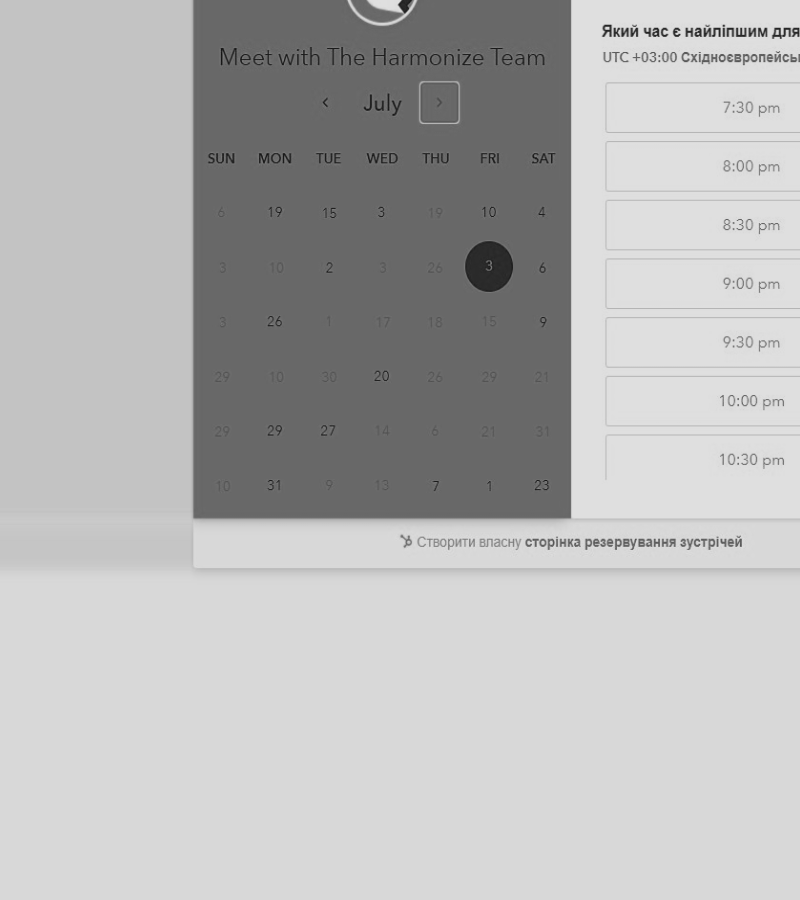 Meet with The Harmonize Team
July
SUN MON TUE WED THU FRI SAT
6 19 15 3 19 10 4
3 10 2 3 26 3 6
3 26 1 17 18 15 9
29 10 30 20 26 29 21
29 29 27 14 6 21 31
10 31 9 13 7 1 23
Який час є найліпшим для
UTC +03:00 Східноєвропейсь
7:30 pm
8:00 pm
8:30 pm
9:00 pm
9:30 pm
10:00 pm
10:30 pm
Створити власну сторінка резервування зустрічей